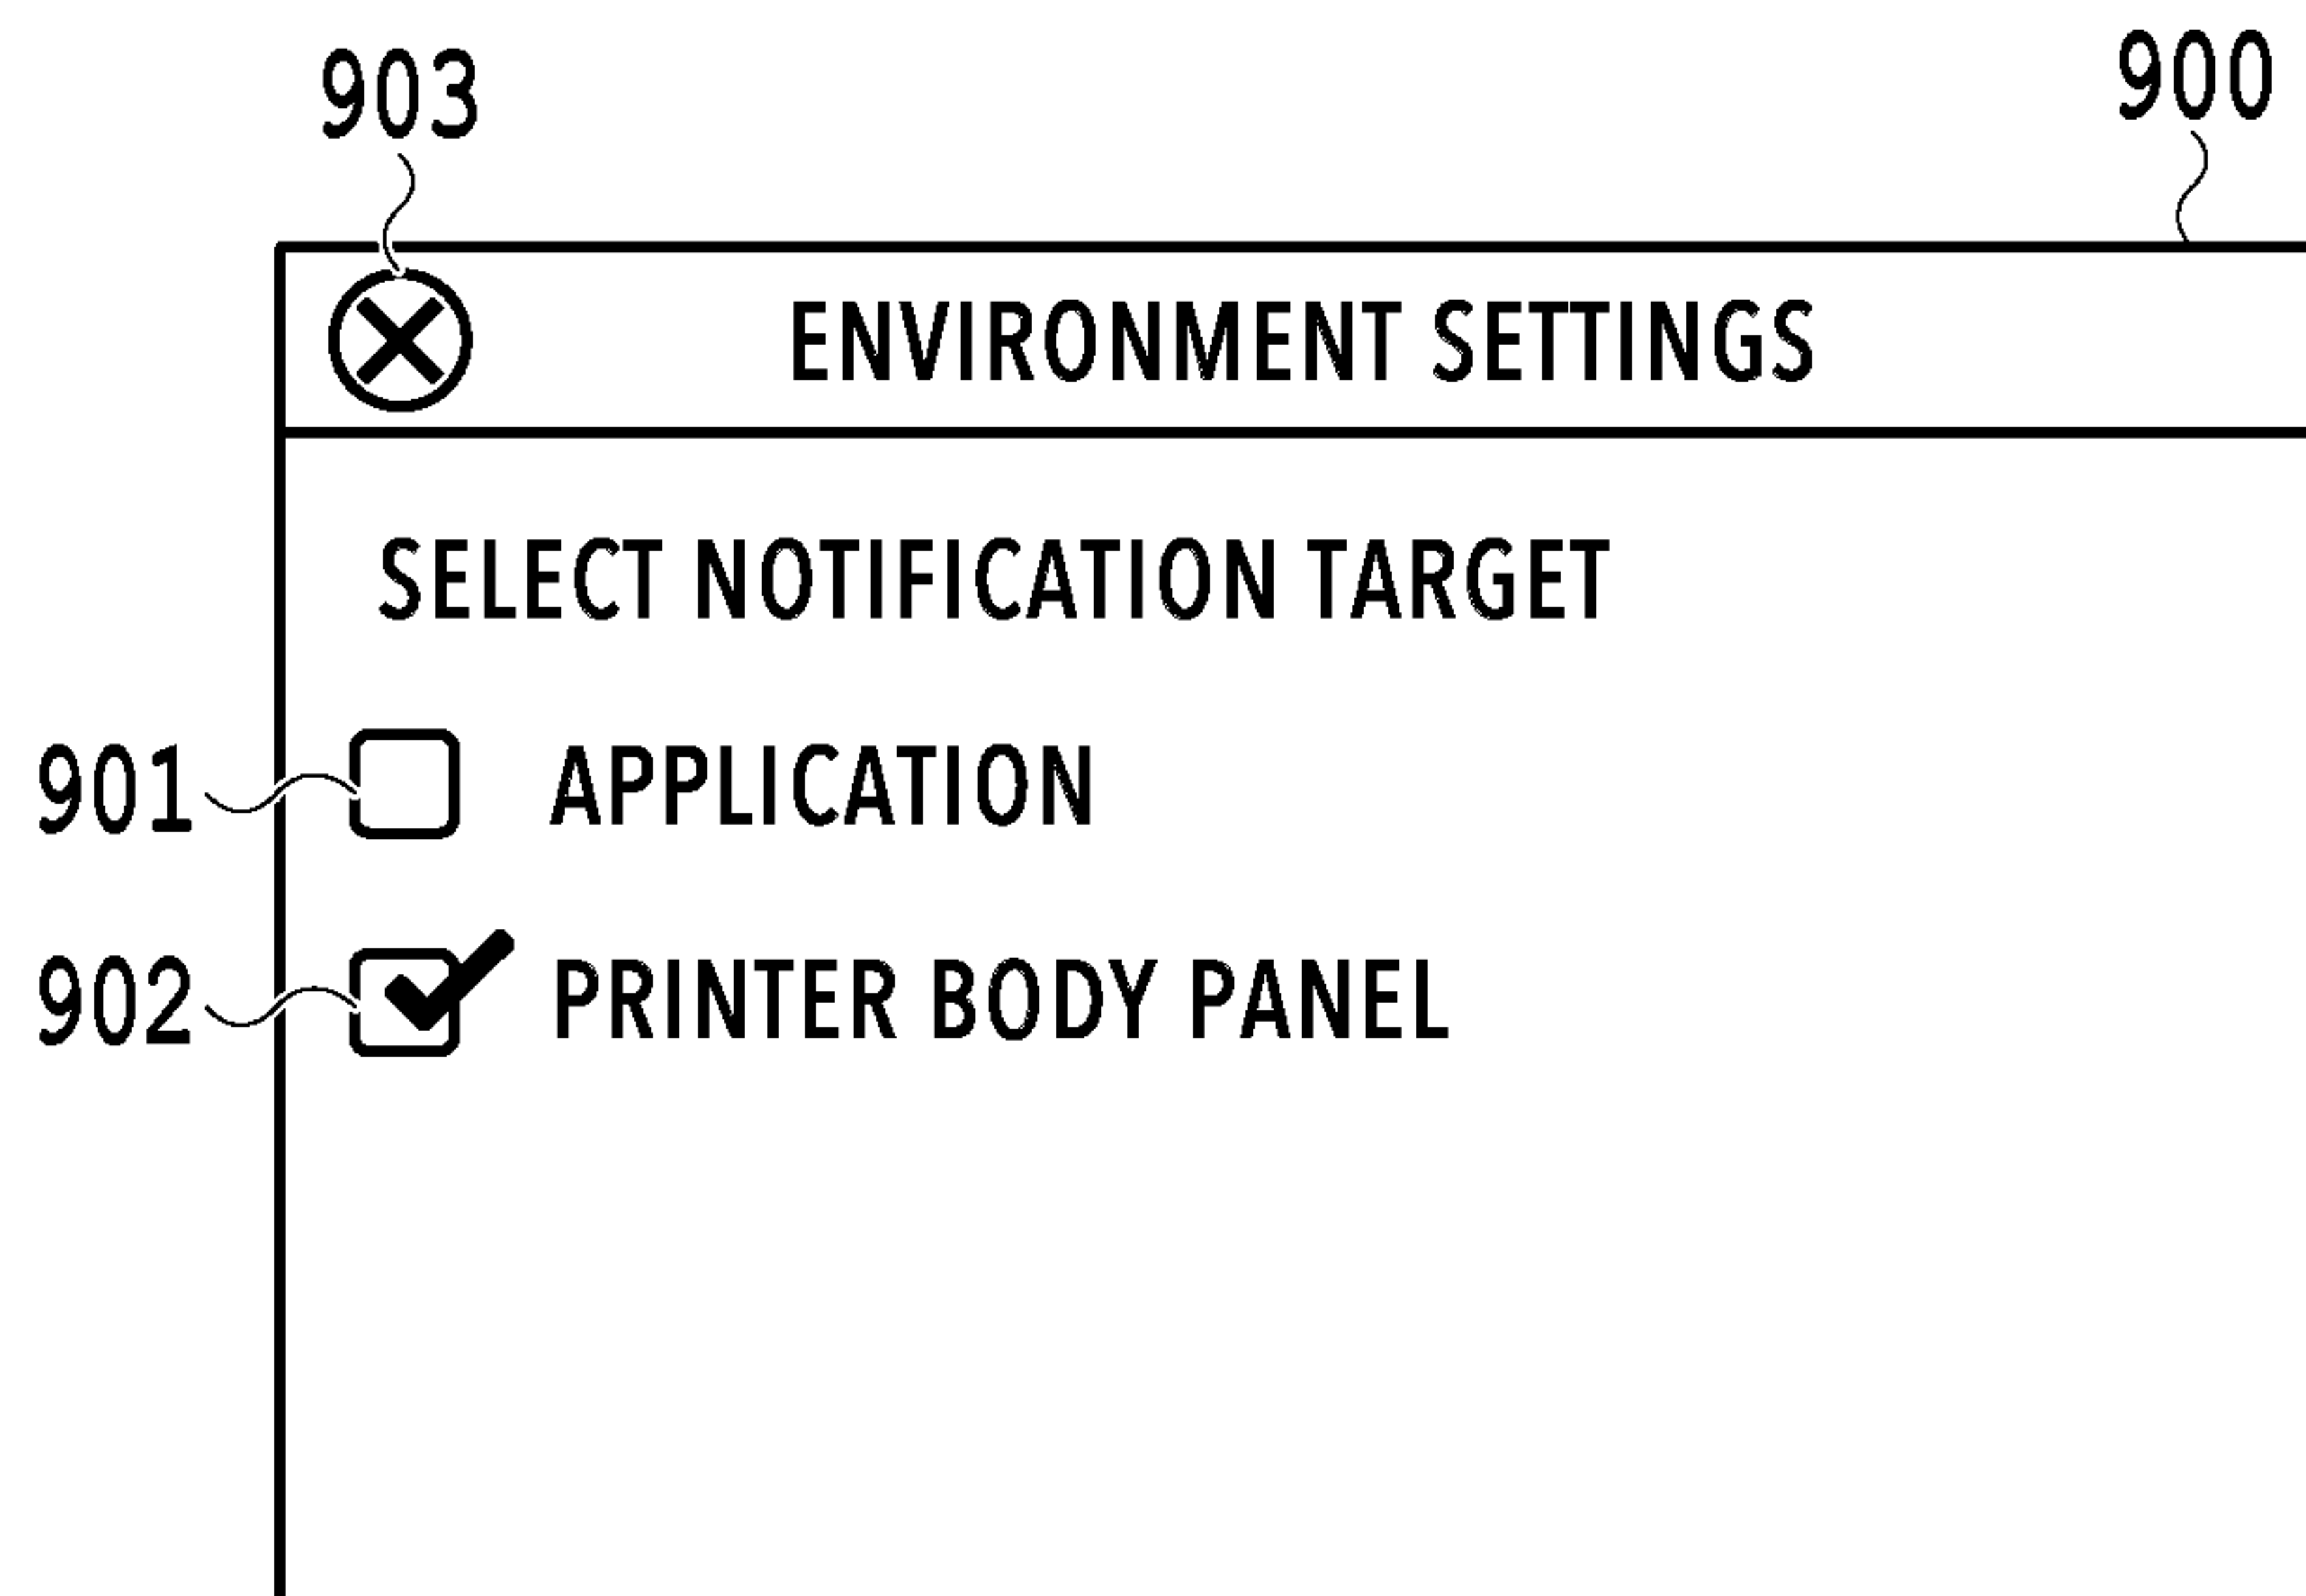 903
900
ENVIRONMENT SETTINGS
SELECT NOTIFICATION TARGET
901
APPLICATION
902
PRINTER BODY PANEL